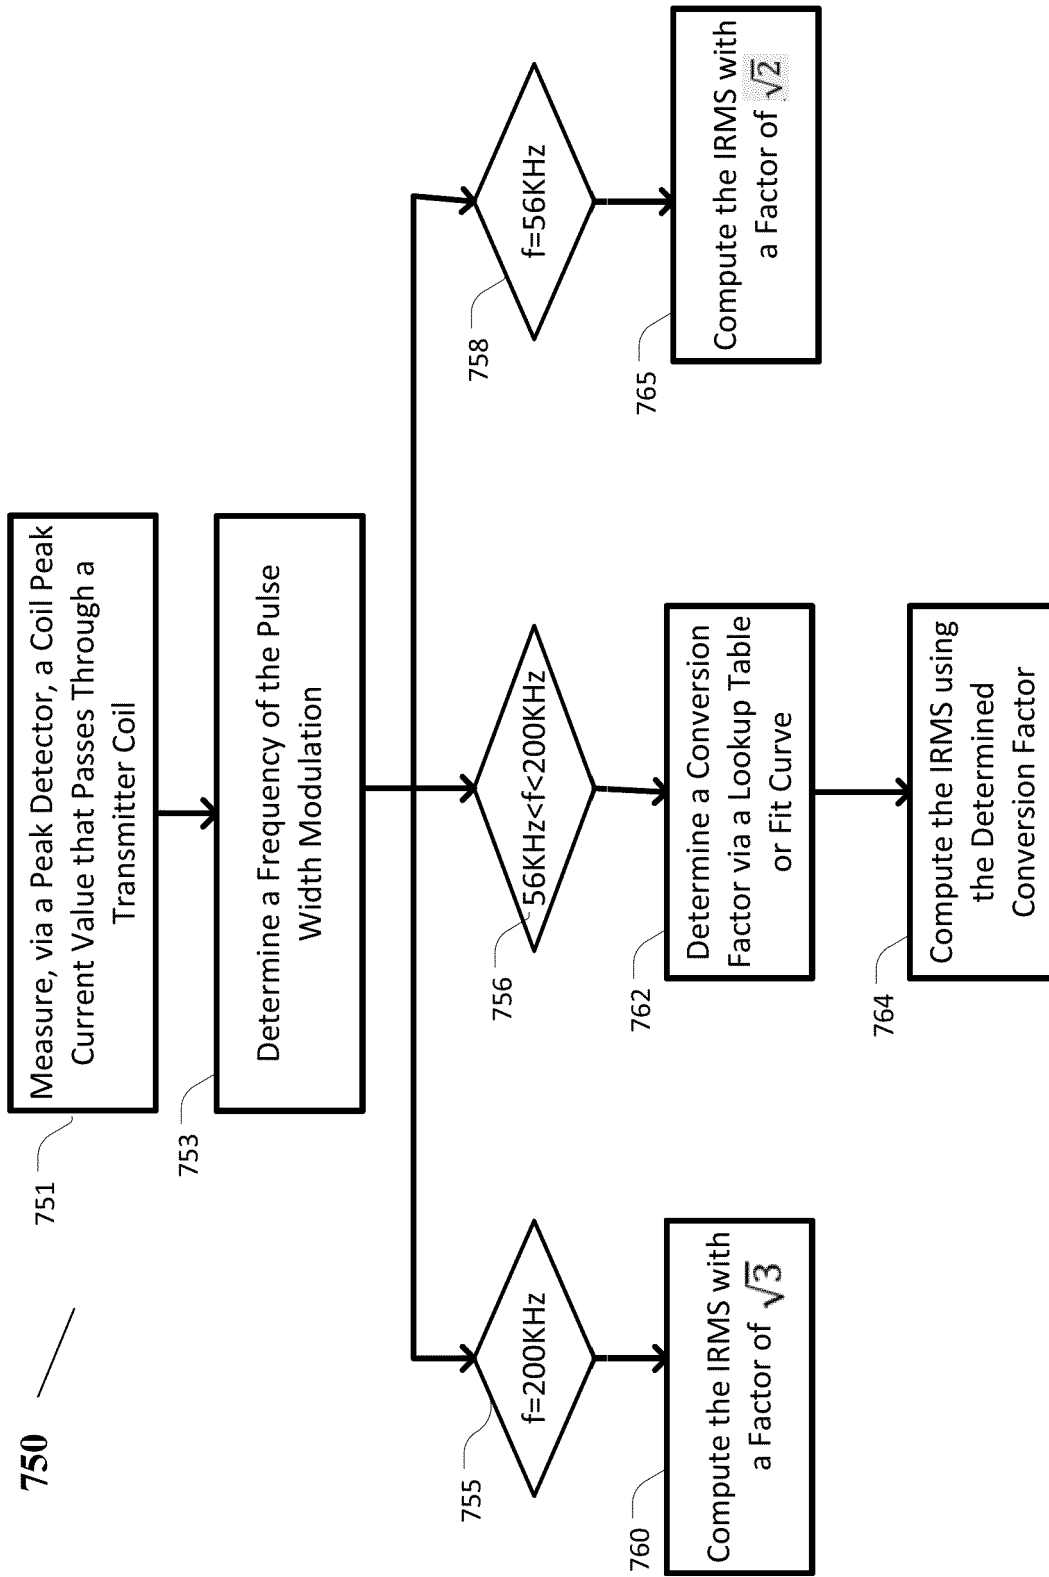 750
751
Measure, via a Peak Detector, a Coil Peak
Current Value that Passes Through a
Transmitter Coil
753
Determine a Frequency of the Pulse
Width Modulation
755
f=200KHz
756
56KHz<f<200KHz
758
f=56KHz
760
Compute the IRMS with
a Factor of √3
762
Determine a Conversion
Factor via a Lookup Table
or Fit Curve
765
Compute the IRMS with
a Factor of √2
764
Compute the IRMS using
the Determined
Conversion Factor